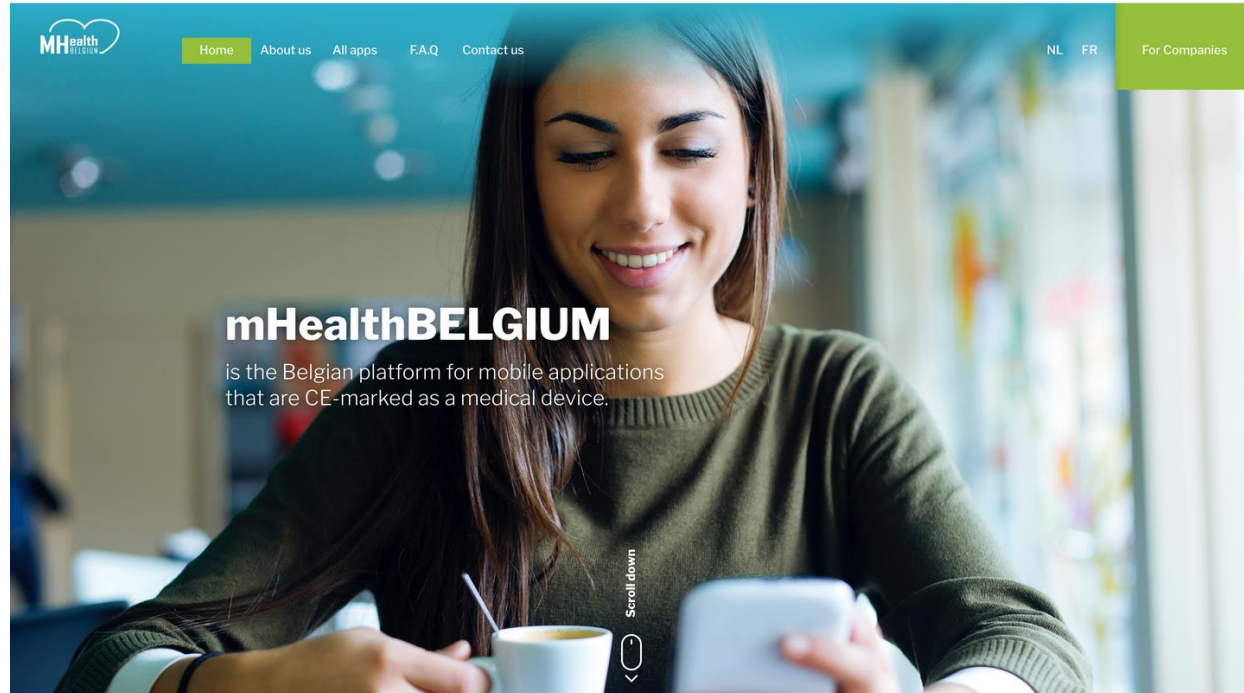 MHealth
BELGIUM
Home
About us
All apps
F.A.Q
Contact us
NL
FR
For Companies
mHealthBELGIUM
is the Belgian platform for mobile applications
that are CE-marked as a medical device.
Scroll down